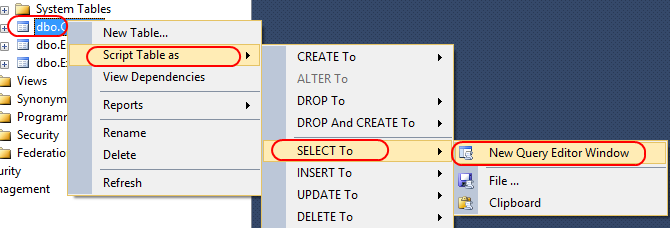 System Tables
dbo.
dbo.E
dbo.E
Views
Synonym
Programm
Security
Federation
urity
nagement
New Table...
Script Table as
View Dependencies
Reports
Rename
Delete
Refresh
CREATE To
ALTER To
DROP To
DROP And CREATE To
SELECT To
INSERT To
UPDATE To
DELETE To
New Query Editor Window
File ...
Clipboard